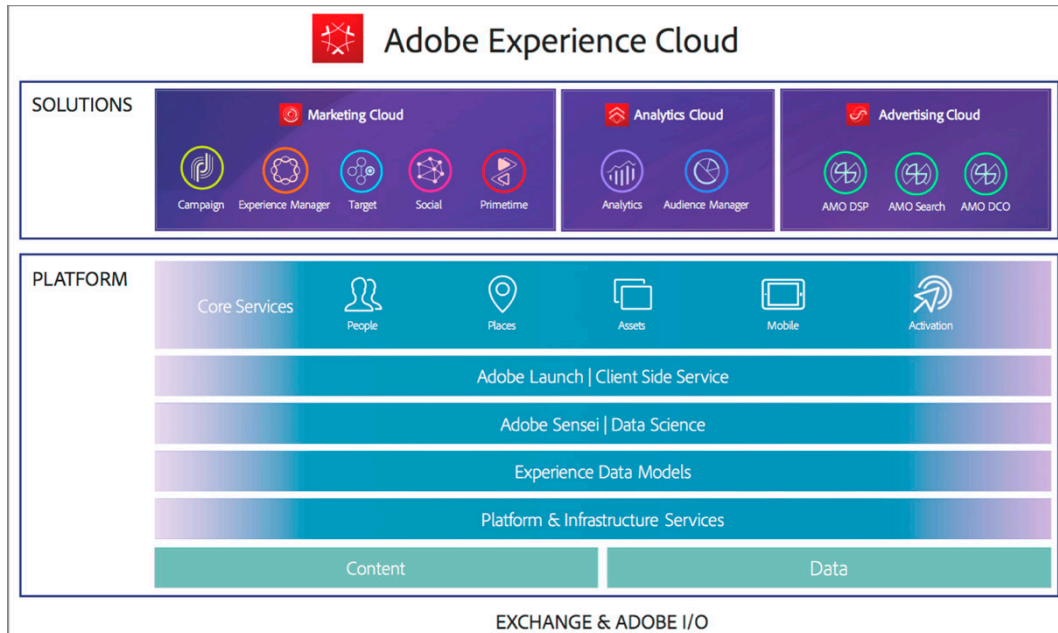 Adobe Experience Cloud
SOLUTIONS
Marketing Cloud
Campaign
Experience Manager
Target
Social
Primetime
Analytics Cloud
Analytics
Audience Manager
Advertising Cloud
AMO DSP
AMO Search
AMO DCO
PLATFORM
Core Services
People
Places
Assets
Mobile
Activation
Adobe Launch | Client Side Service
Adobe Sensei | Data Science
Experience Data Models
Platform & Infrastructure Services
Content
Data
EXCHANGE & ADOBE I/O